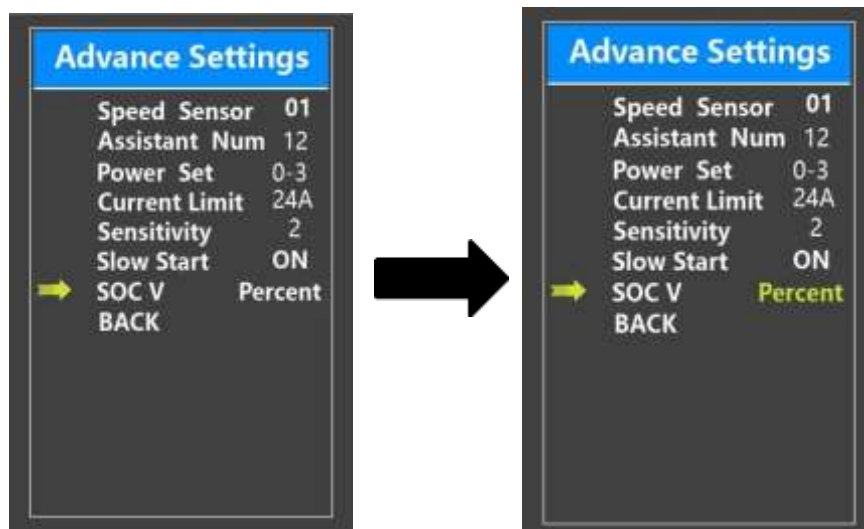 Advance Settings
Speed Sensor 01
Assistant Num 12
Power Set 0-3
Current Limit 24A
Sensitivity 2
Slow Start ON
SOC V Percent
BACK
Advance Settings
Speed Sensor 01
Assistant Num 12
Power Set 0-3
Current Limit 24A
Sensitivity 2
Slow Start ON
SOC V Percent
BACK